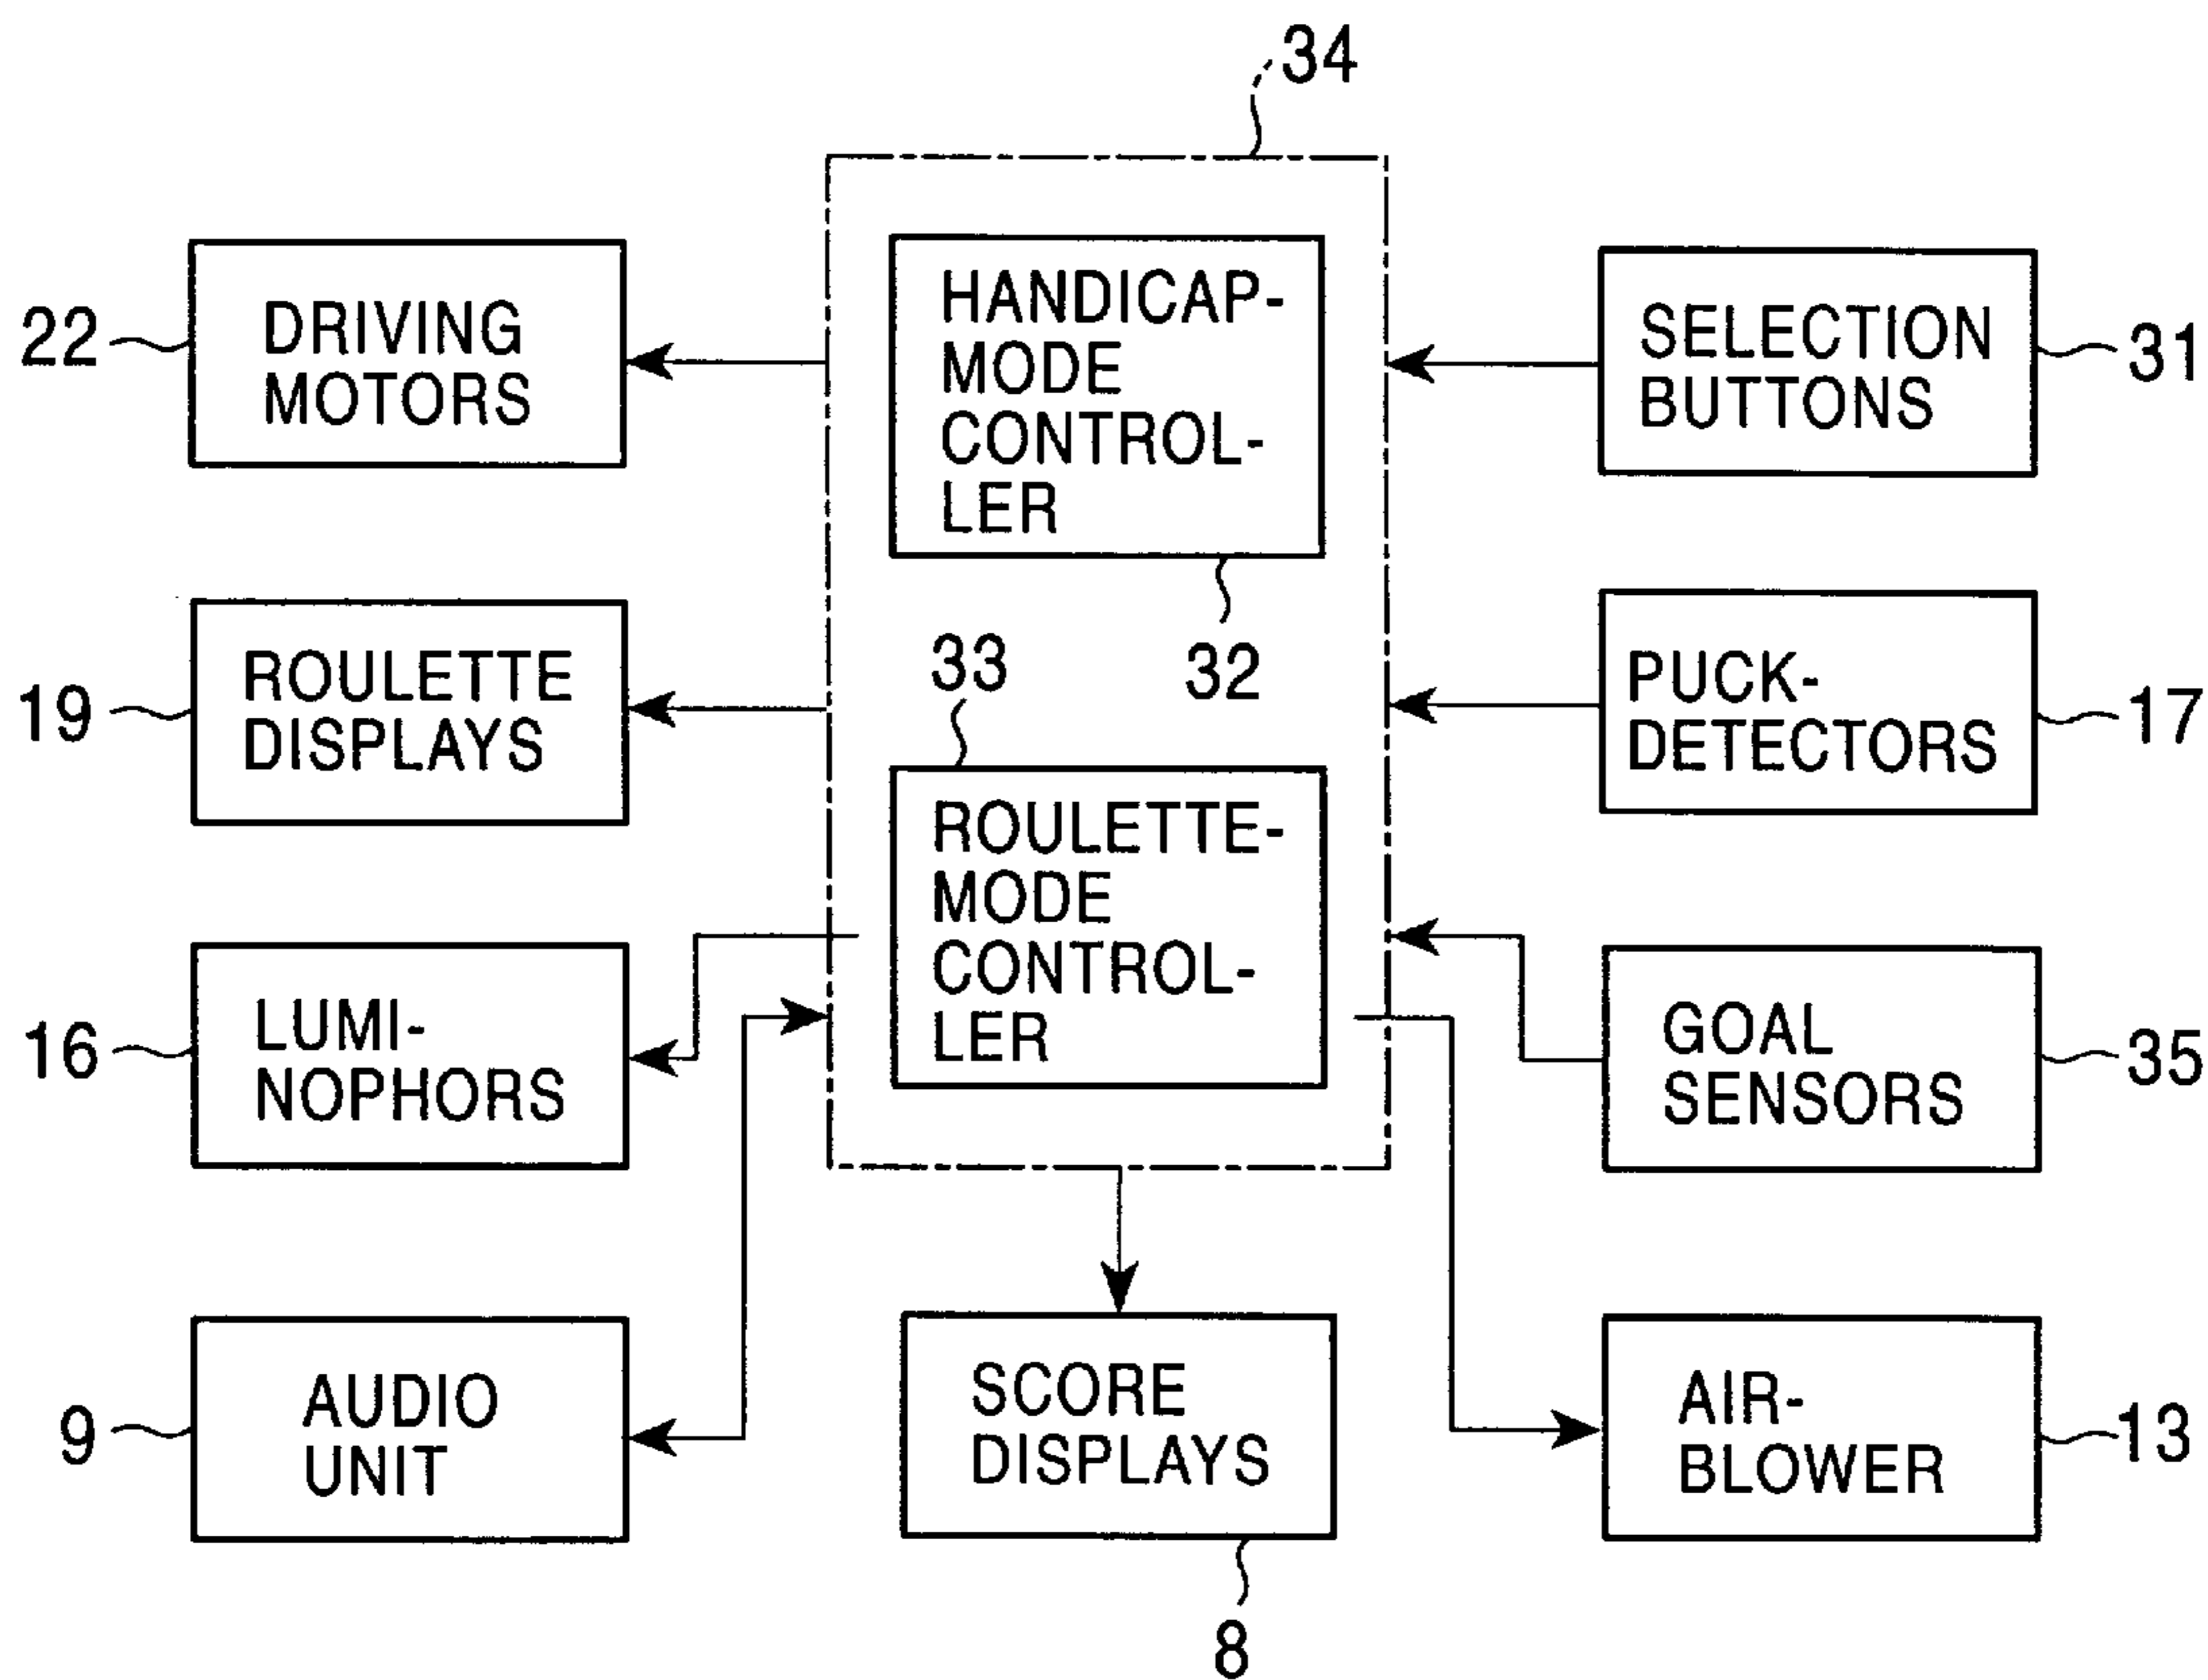 34
HANDICAP-
MODE
CONTROL-
LER
32
33
ROULETTE-
MODE
CONTROL-
LER
22
DRIVING
MOTORS
19
ROULETTE
DISPLAYS
16
LUMI-
NOPHORS
9
AUDIO
UNIT
SCORE
DISPLAYS
8
SELECTION
BUTTONS
31
PUCK-
DETECTORS
17
GOAL
SENSORS
35
AIR-
BLOWER
13